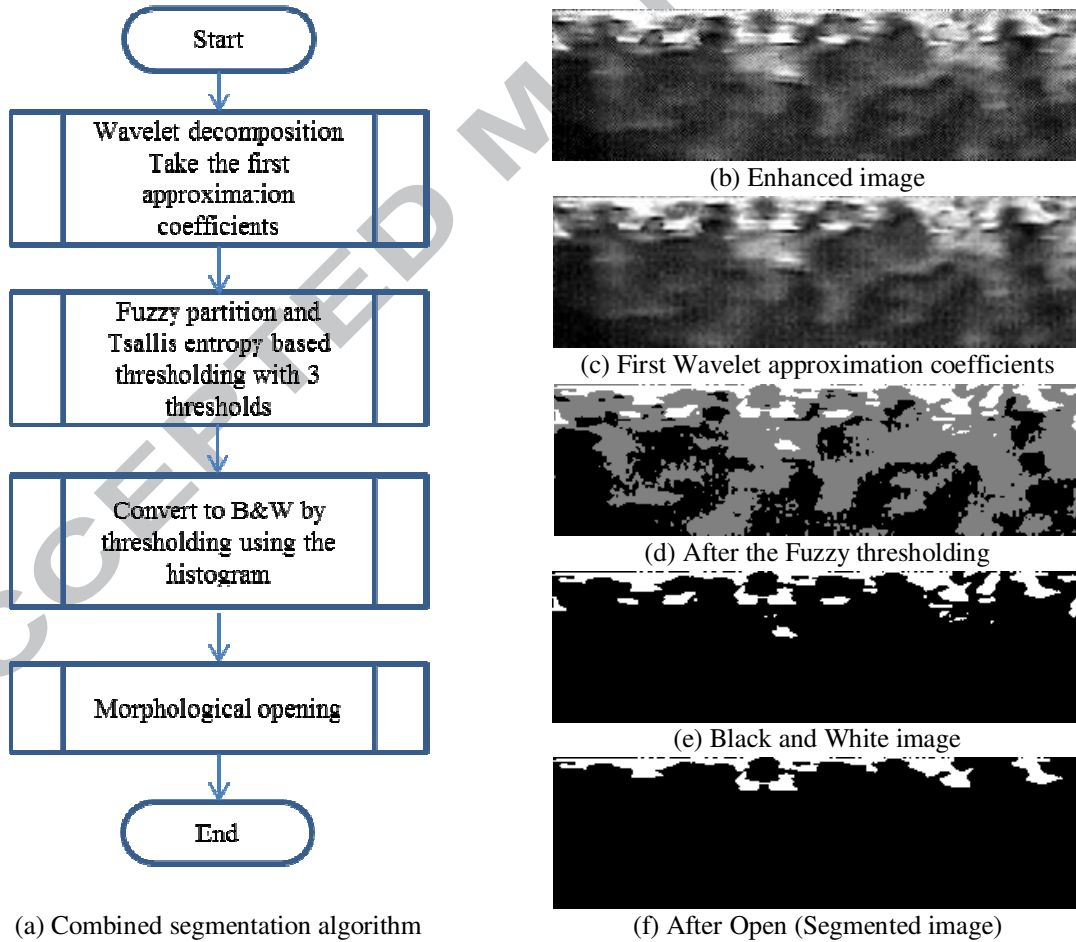 Start
Wavelet decomposition
Take the first
approximation
coefficients
Fuzzy partition and
Tsallis entropy based
thresholding with 3
thresholds
Convert to B&W by
thresholding using the
histogram
Morphological opening
End
(a) Combined segmentation algorithm
(b) Enhanced image
(c) First Wavelet approximation coefficients
(d) After the Fuzzy thresholding
(e) Black and White image
(f) After Open (Segmented image)
CCEPTED M